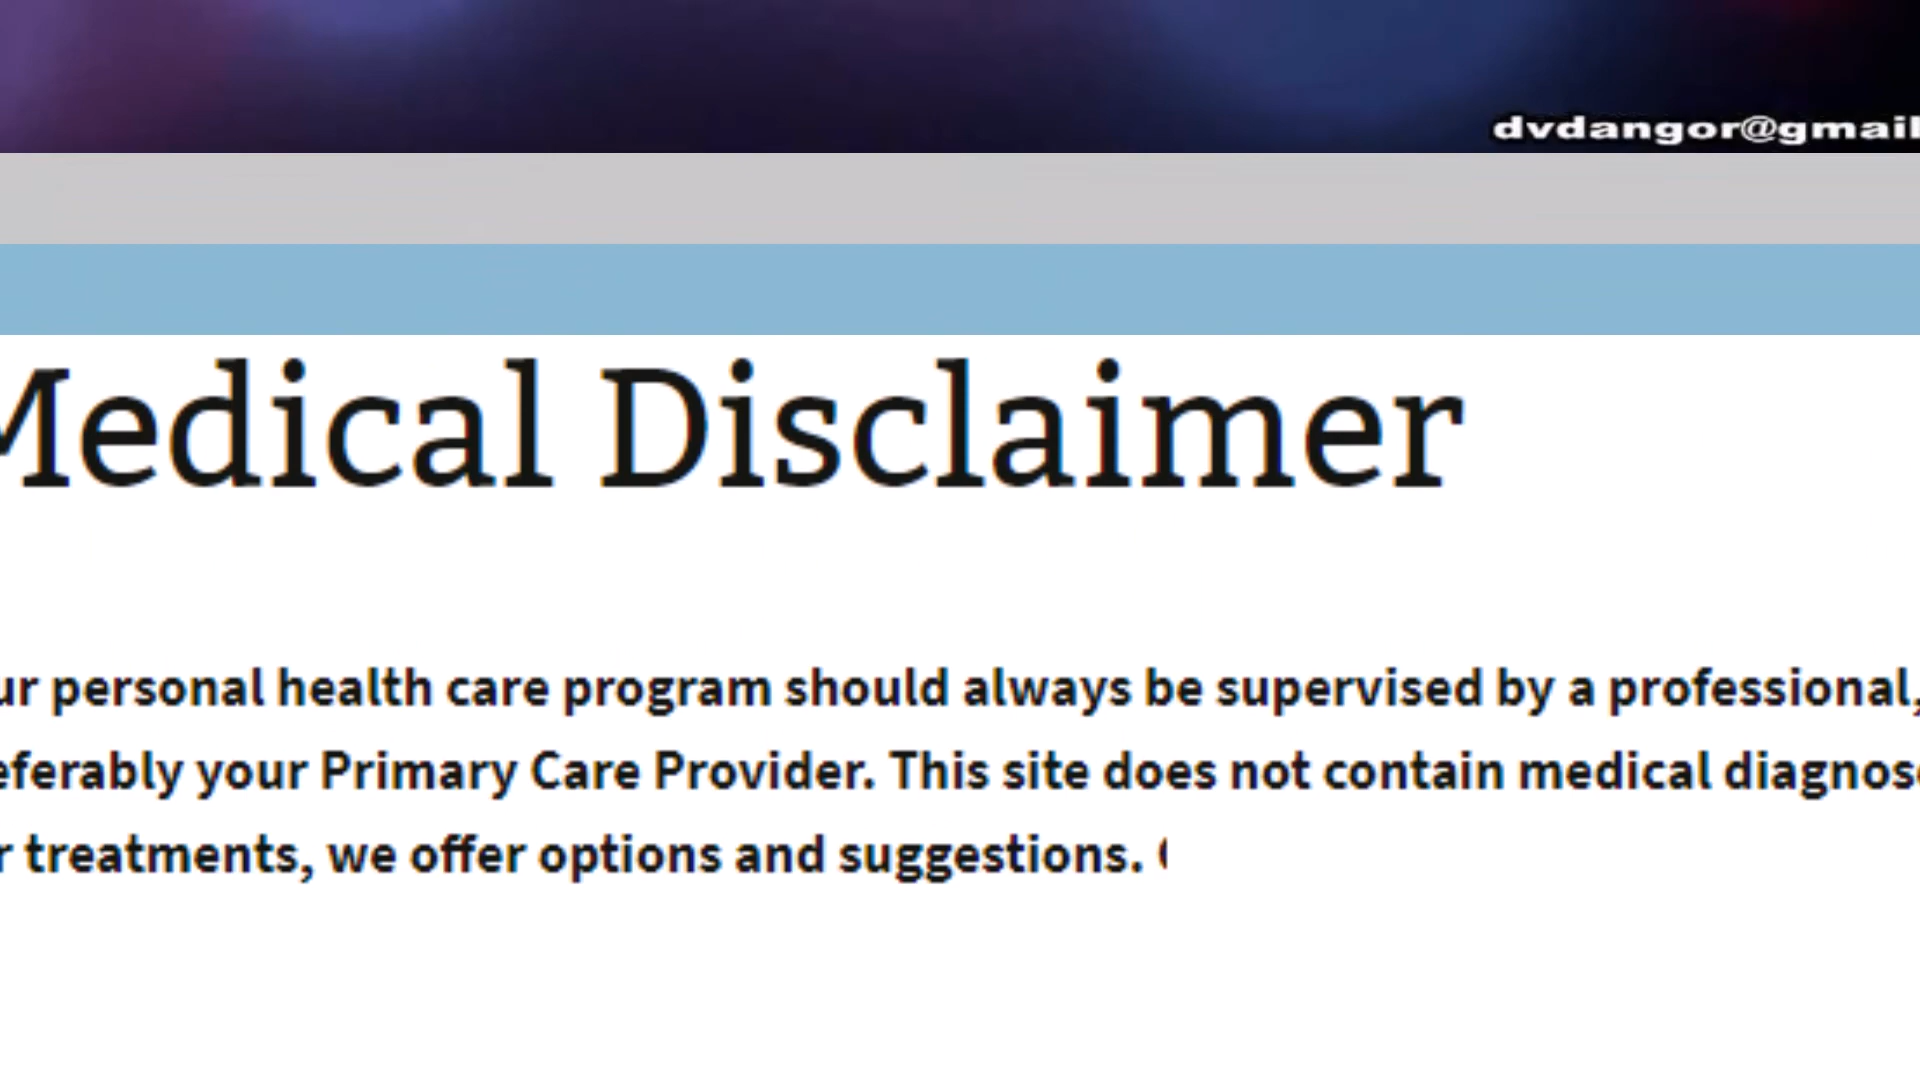 dvdangor@gmail
Medical Disclaimer
ur personal health care program should always be supervised by a professional,
eferably your Primary Care Provider. This site does not contain medical diagnose
r treatments, we offer options and suggestions.